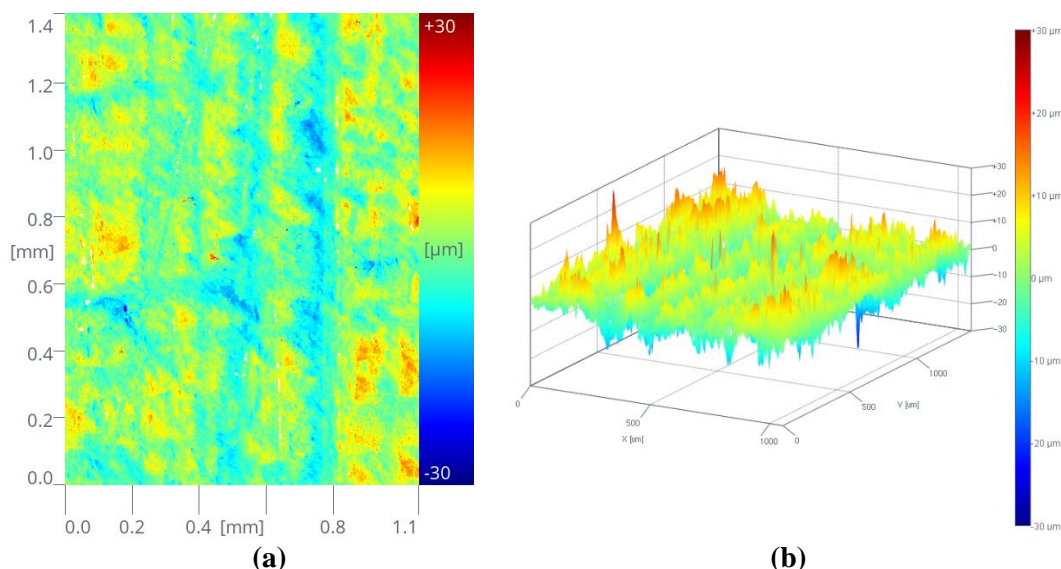 1.4
1.2
1.0
0.8
[mm]
0.6
0.4
0.2
0.0
0.0 0.2 0.4 [mm] 0.8 1.1
+30
[µm]
-30
(a)
+30
+20
+10
0
-10
-20
-30
0
500
1000
X [um]
0
500
1000
Y [um]
+30 µm
+20 µm
+10 µm
0 µm
-10 µm
-20 µm
-30 µm
(b)